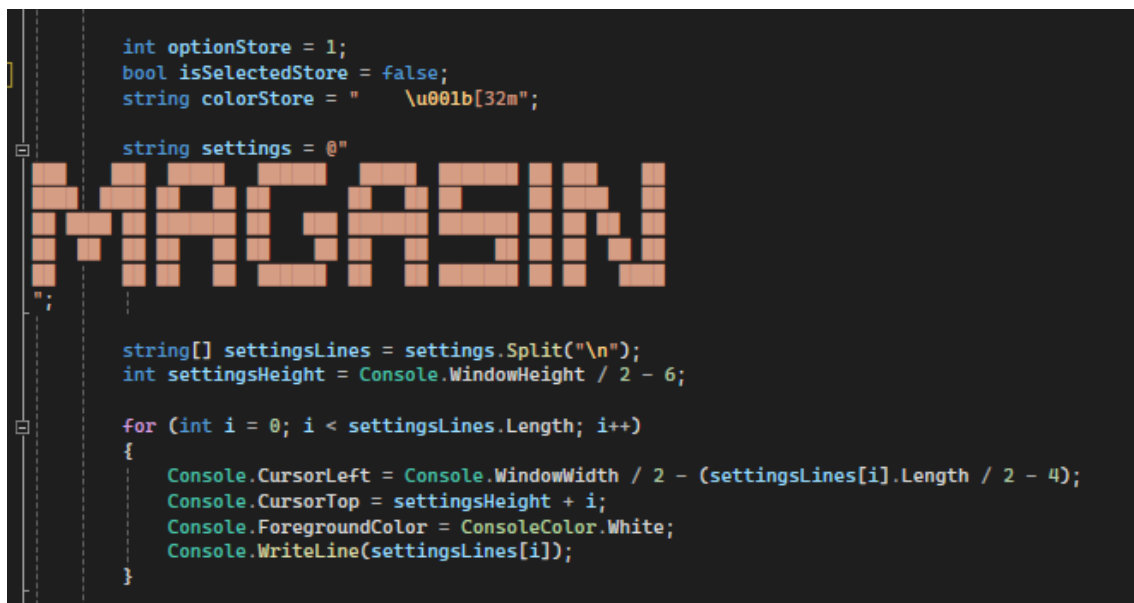 int optionStore = 1;
bool isSelectedStore = false;
string colorStore = "    \u001b[32m";
string settings = @"
MAGASIN
";
string[] settingsLines = settings.Split("\n");
int settingsHeight = Console.WindowHeight / 2 - 6;
for (int i = 0; i < settingsLines.Length; i++)
{
Console.CursorLeft = Console.WindowWidth / 2 - (settingsLines[i].Length / 2 - 4);
Console.CursorTop = settingsHeight + i;
Console.ForegroundColor = ConsoleColor.White;
Console.WriteLine(settingsLines[i]);
}